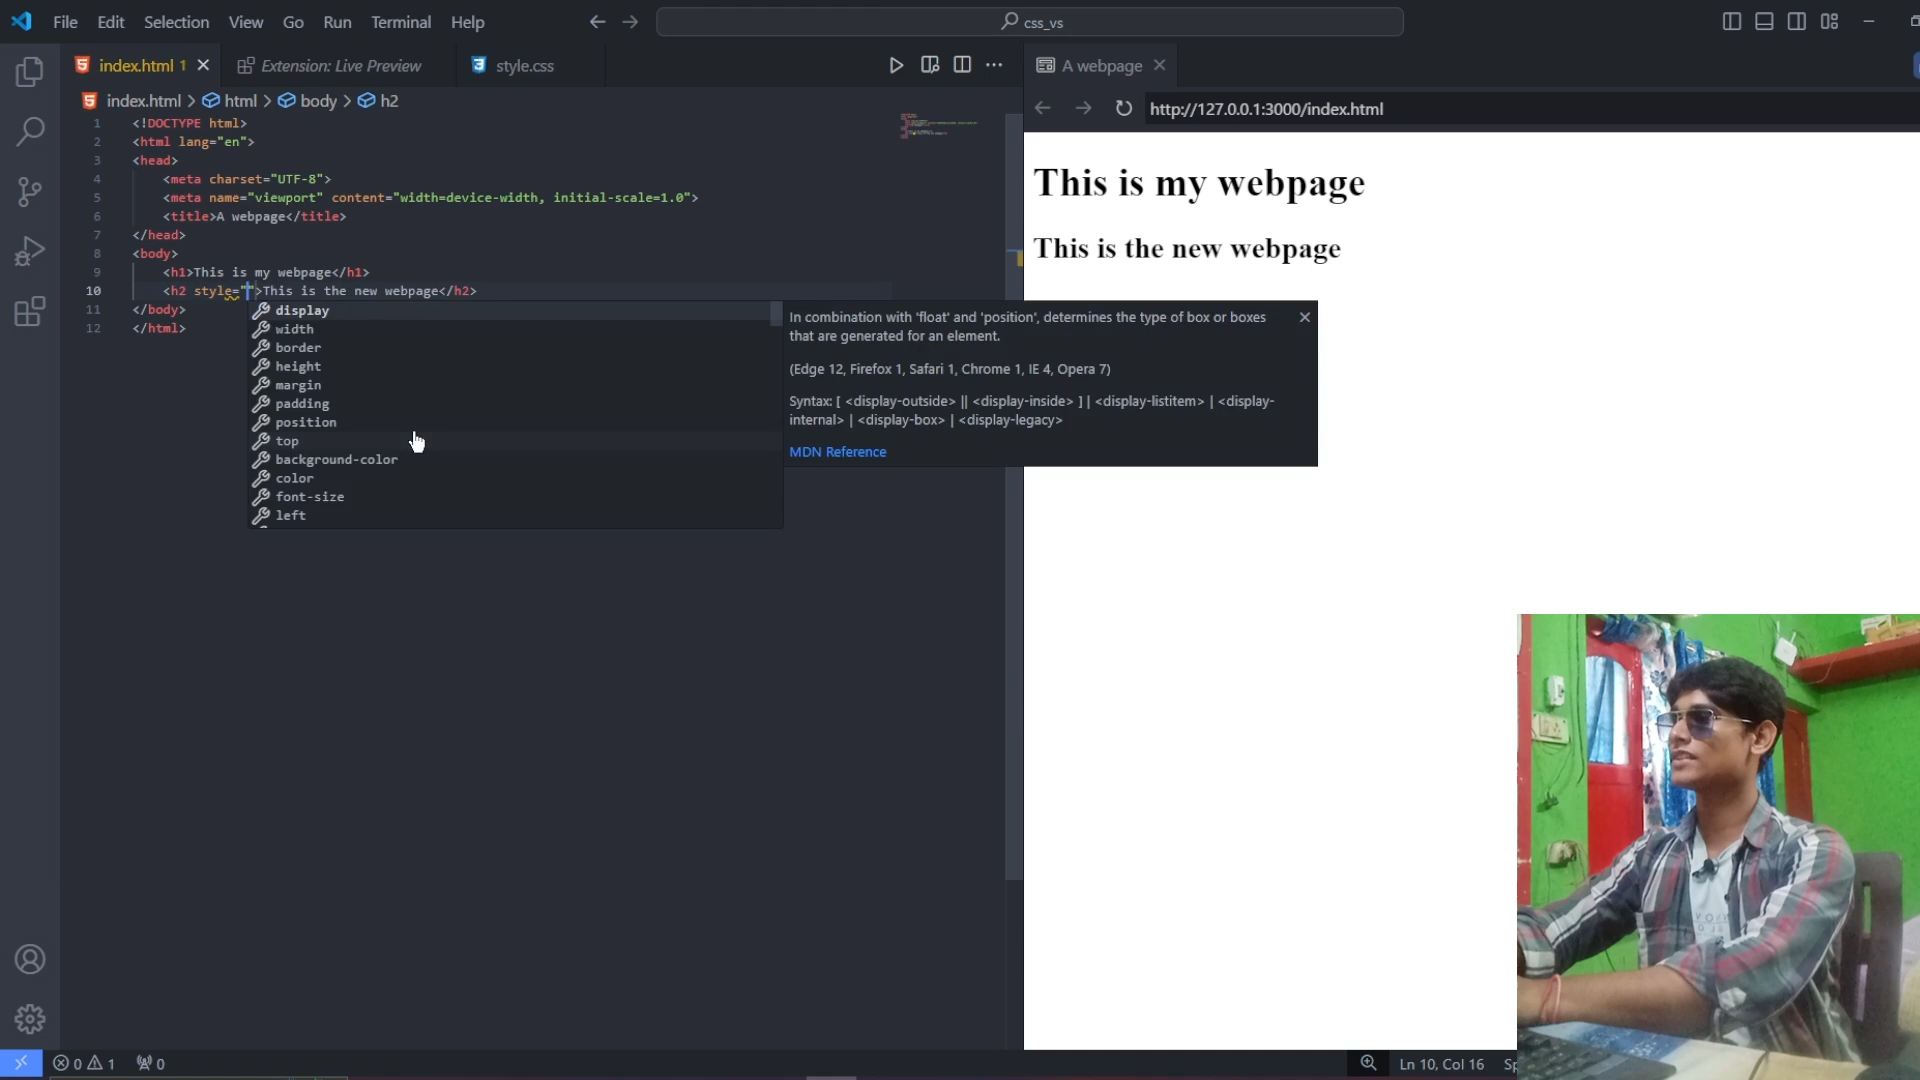 File Edit Selection View Go Run Terminal Help
css_vs
index.html 1
Extension: Live Preview
style.css
A webpage
index.html > html > body > h2
http://127.0.0.1:3000/index.html
1 <!DOCTYPE html>
2 <html lang="en">
3 <head>
4 <meta charset="UTF-8">
5 <meta name="viewport" content="width=device-width, initial-scale=1.0">
6 <title>A webpage</title>
7 </head>
8 <body>
9 <h1>This is my webpage</h1>
10 <h2 style="">This is the new webpage</h2>
11 </body>
12 </html>
display
width
border
height
margin
padding
position
top
background-color
color
font-size
left
In combination with 'float' and 'position', determines the type of box or boxes
that are generated for an element.
(Edge 12, Firefox 1, Safari 1, Chrome 1, IE 4, Opera 7)
Syntax: [ <display-outside> || <display-inside> ] | <display-listitem> | <display-
internal> | <display-box> | <display-legacy>
MDN Reference
This is my webpage
This is the new webpage
0 1 0
Ln 10, Col 16